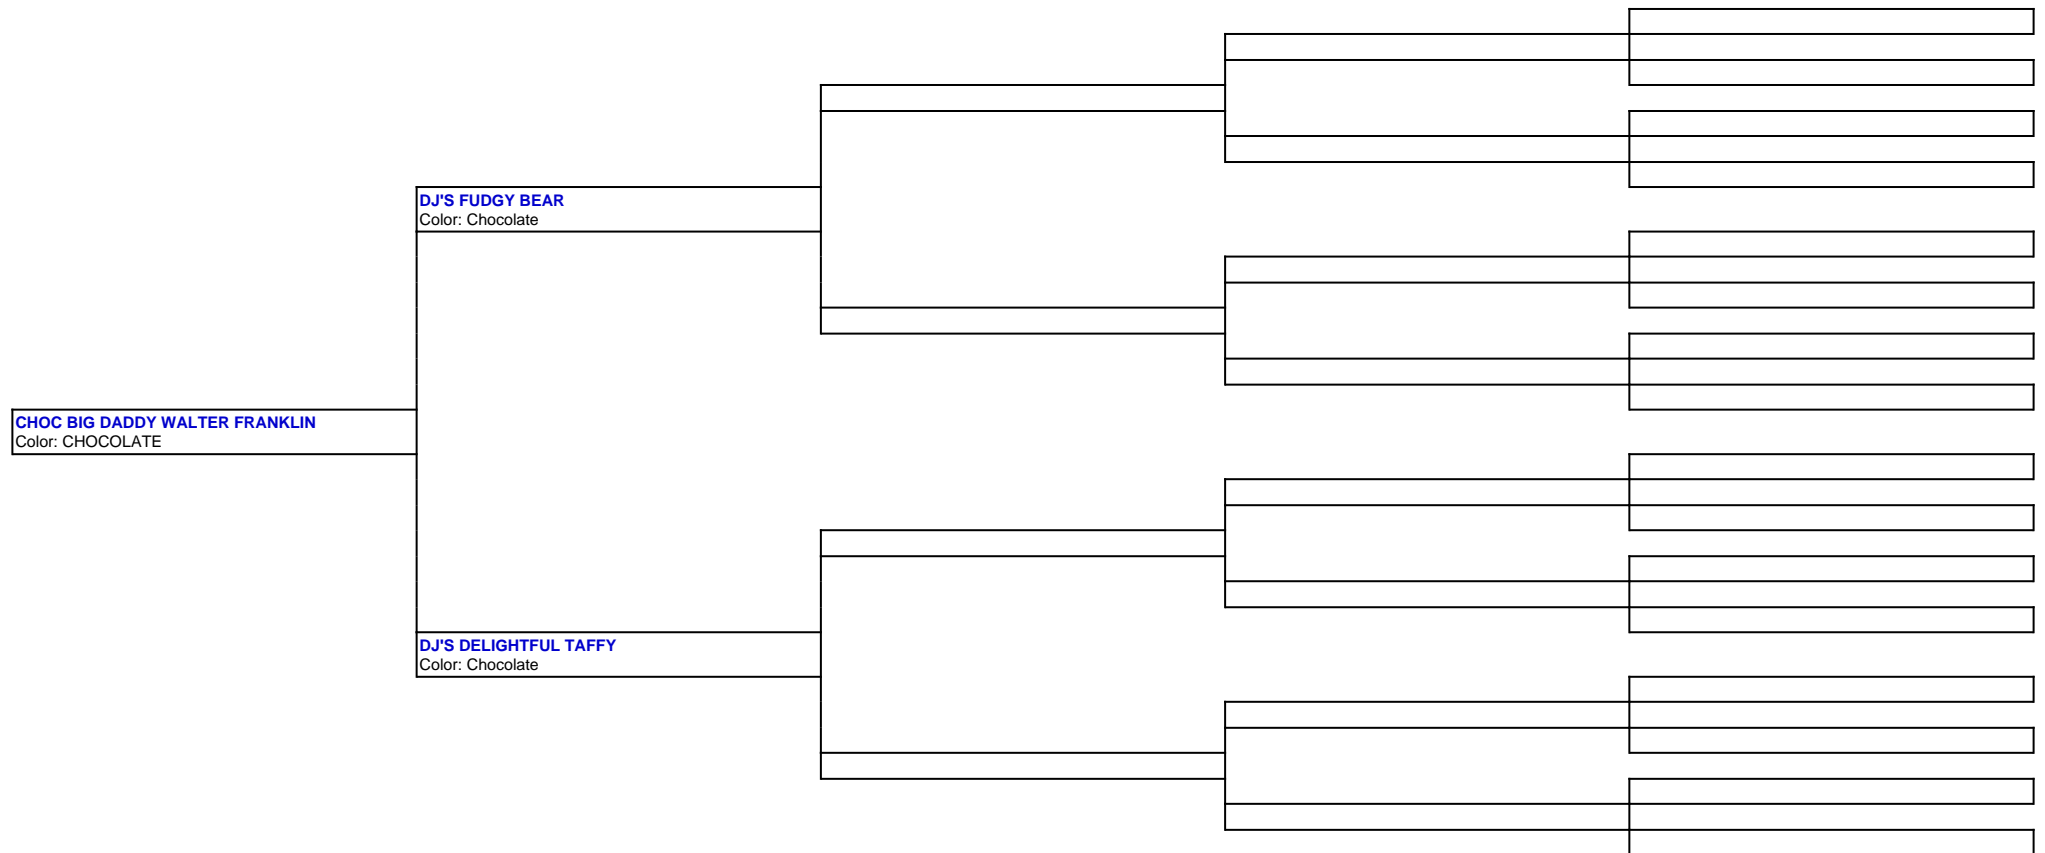 DJ'S FUDGY BEAR
Color: Chocolate
CHOC BIG DADDY WALTER FRANKLIN
Color: CHOCOLATE
DJ'S DELIGHTFUL TAFFY
Color: Chocolate